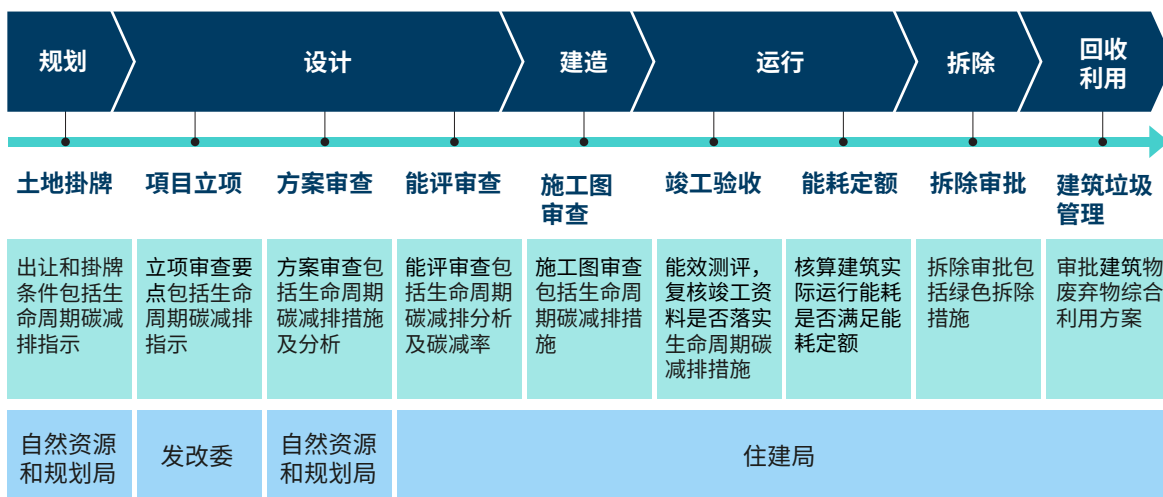 规划
设计
建造
运行
拆除
回收
利用
土地掛牌
項目立项
方案审查
能评审查
施工图
审查
竣工验收
能耗定额
拆除审批
建筑垃圾
管理
出让和掛牌
条件包括生
命周期碳减
排指示
立项审查要
点包括生命
周期碳减排
指示
方案审查包
括生命周期
碳减排措施
及分析
能评审查包
括生命周期
碳减排分析
及碳减率
施工图审查
包括生命周
期碳减排措
施
能效测评，
复核竣工资
料是否落实
生命周期碳
减排措施
核算建筑实
际运行能耗
是否满足能
耗定额
拆除审批包
括绿色拆除
措施
审批建筑物
废弃物综合
利用方案
自然资源
和规划局
发改委
自然资源
和规划局
住建局